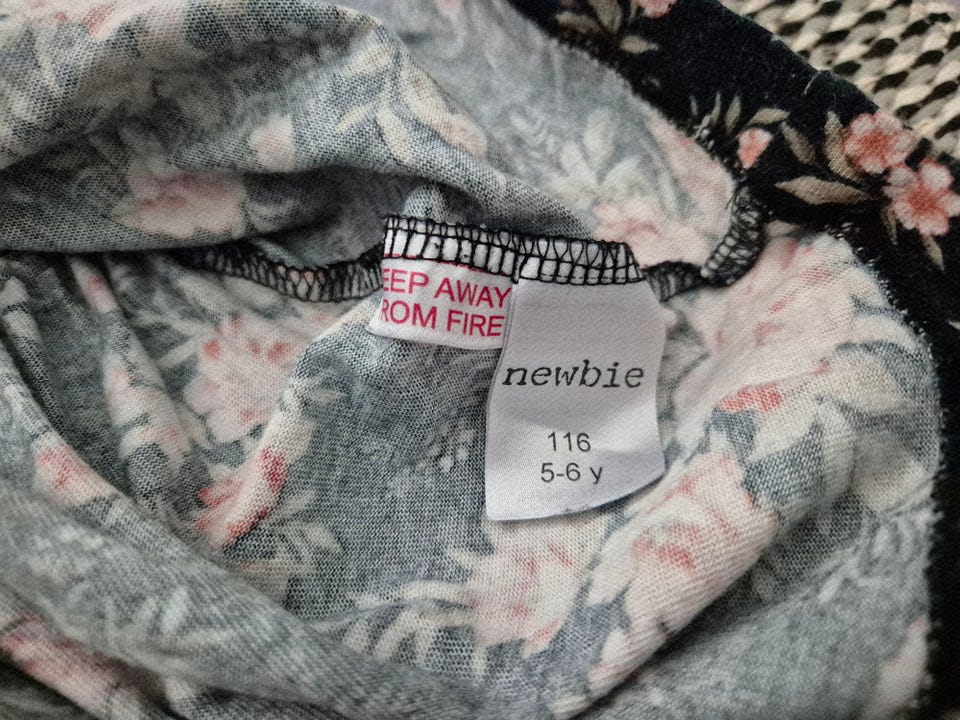 EEP AWAY
ROM FIRE
newbie
116
5-6 y